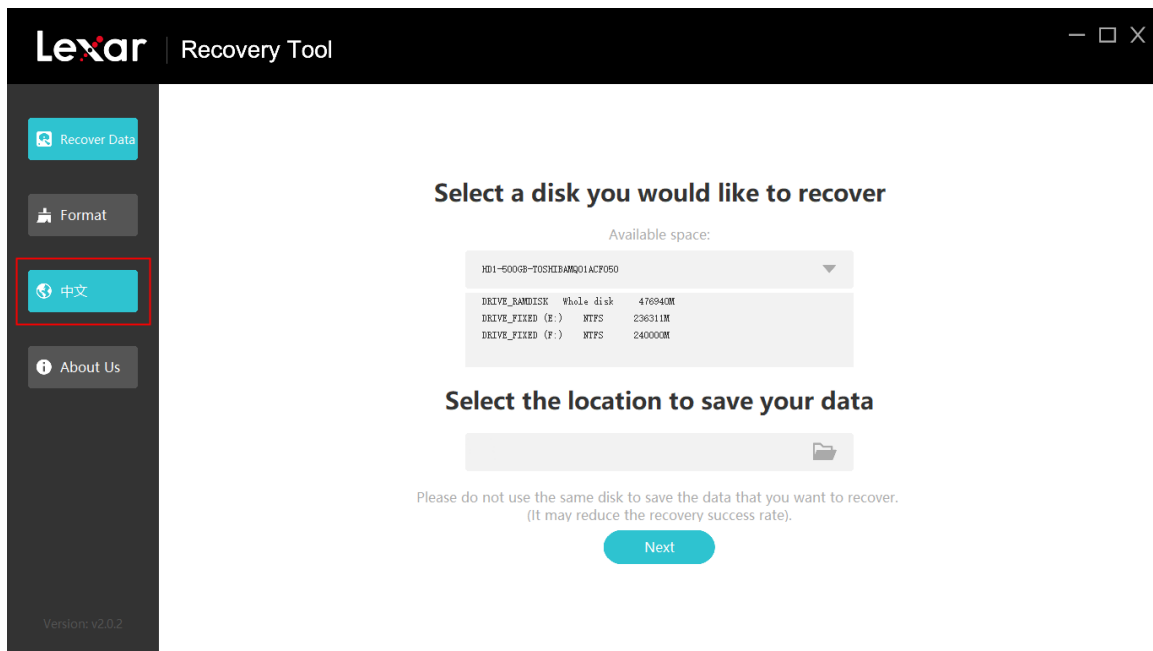 Lexar
Recovery Tool
Recover Data
Format
中文
About Us
Version: v2.0.2
Select a disk you would like to recover
Available space:
HD1-500GB-TOSHIBAMQ01ACF050
DRIVE_RAMDISK Whole disk 476940M
DRIVE_FIXED (E:) NTFS 236311M
DRIVE_FIXED (F:) NTFS 240000M
Select the location to save your data
Please do not use the same disk to save the data that you want to recover.
(It may reduce the recovery success rate).
Next